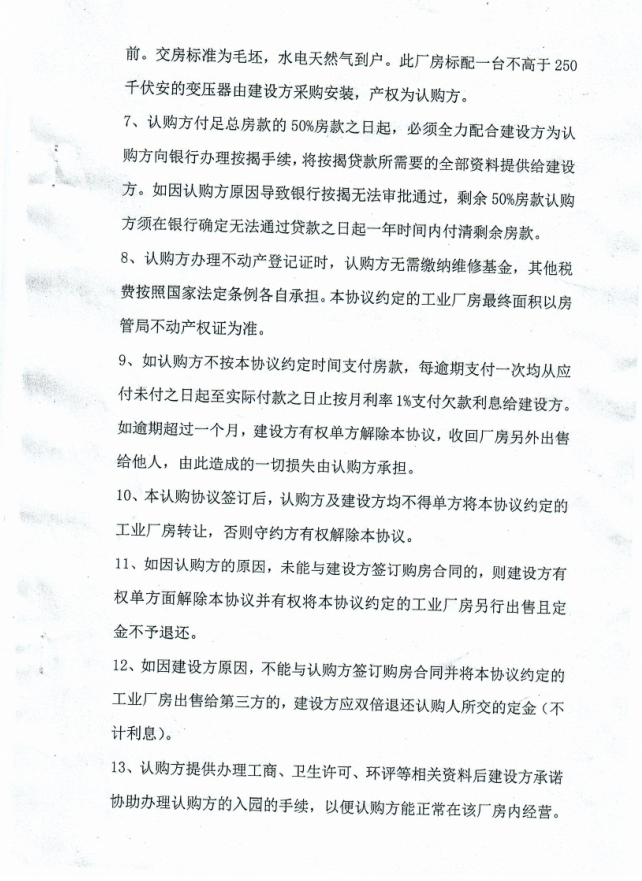 前。交房标准为毛坯，水电天然气到户。此厂房标配一台不高于 250
千伏安的变压器由建设方采购安装，产权为认购方。
7、认购方付足总房款的 50%房款之日起，必须全力配合建设方为认
购方向银行办理按揭手续，将按揭贷款所需要的全部资料提供给建设
方。如因认购方原因导致银行按揭无法审批通过，剩余 50%房款认购
方须在银行确定无法通过贷款之日起一年时间内付清剩余房款。
8、认购方办理不动产登记证时，认购方无需缴纳维修基金，其他税
费按照国家法定条例各自承担。本协议约定的工业厂房最终面积以房
管局不动产权证为准。
9、如认购方不按本协议约定时间支付房款，每逾期支付一次均从应
付未付之日起至实际付款之日止按月利率 1%支付欠款利息给建设方。
如逾期超过一个月，建设方有权单方解除本协议，收回厂房另外出售
给他人，由此造成的一切损失由认购方承担。
10、本认购协议签订后，认购方及建设方均不得单方将本协议约定的
工业厂房转让，否则守约方有权解除本协议。
11、如因认购方的原因，未能与建设方签订购房合同的，则建设方有
权单方面解除本协议并有权将本协议约定的工业厂房另行出售且定
金不予退还。
12、如因建设方原因，不能与认购方签订购房合同并将本协议约定的
工业厂房出售给第三方的，建设方应双倍退还认购人所交的定金（不
计利息）。
13、认购方提供办理工商、卫生许可、环评等相关资料后建设方承诺
协助办理认购方的入园的手续，以便认购方能正常在该厂房内经营。